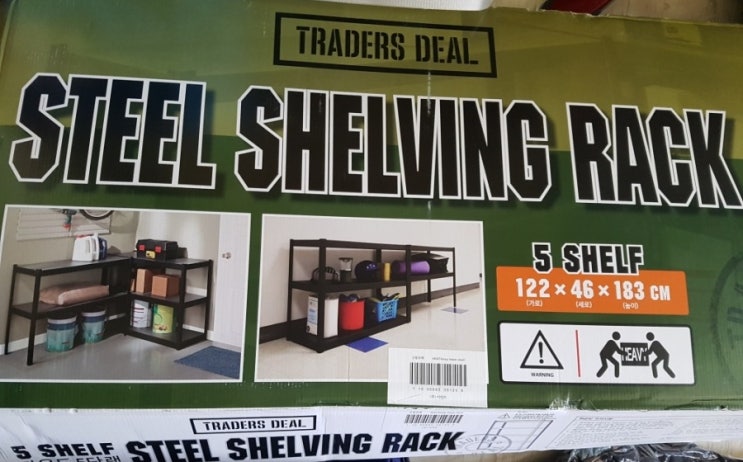 TRADERS DEAL
STEEL SHELVING RACK
5 SHELF
122 × 46 × 183 CM
(가로) (세로) (높이)
WARNING
HEAVY
TRADERS DEAL
5 SHELF STEEL SHELVING RACK